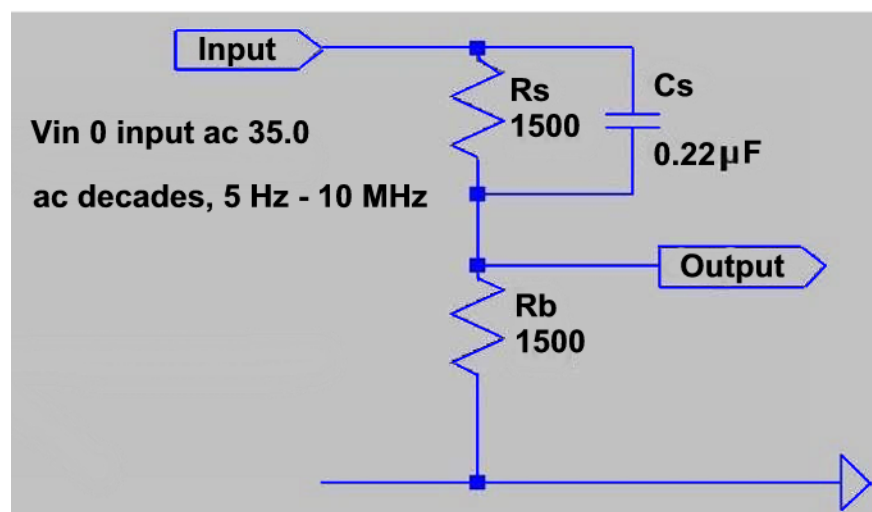 Input
Rs
1500
Cs
0.22μF
Vin 0 input ac 35.0
ac decades, 5 Hz - 10 MHz
Output
Rb
1500